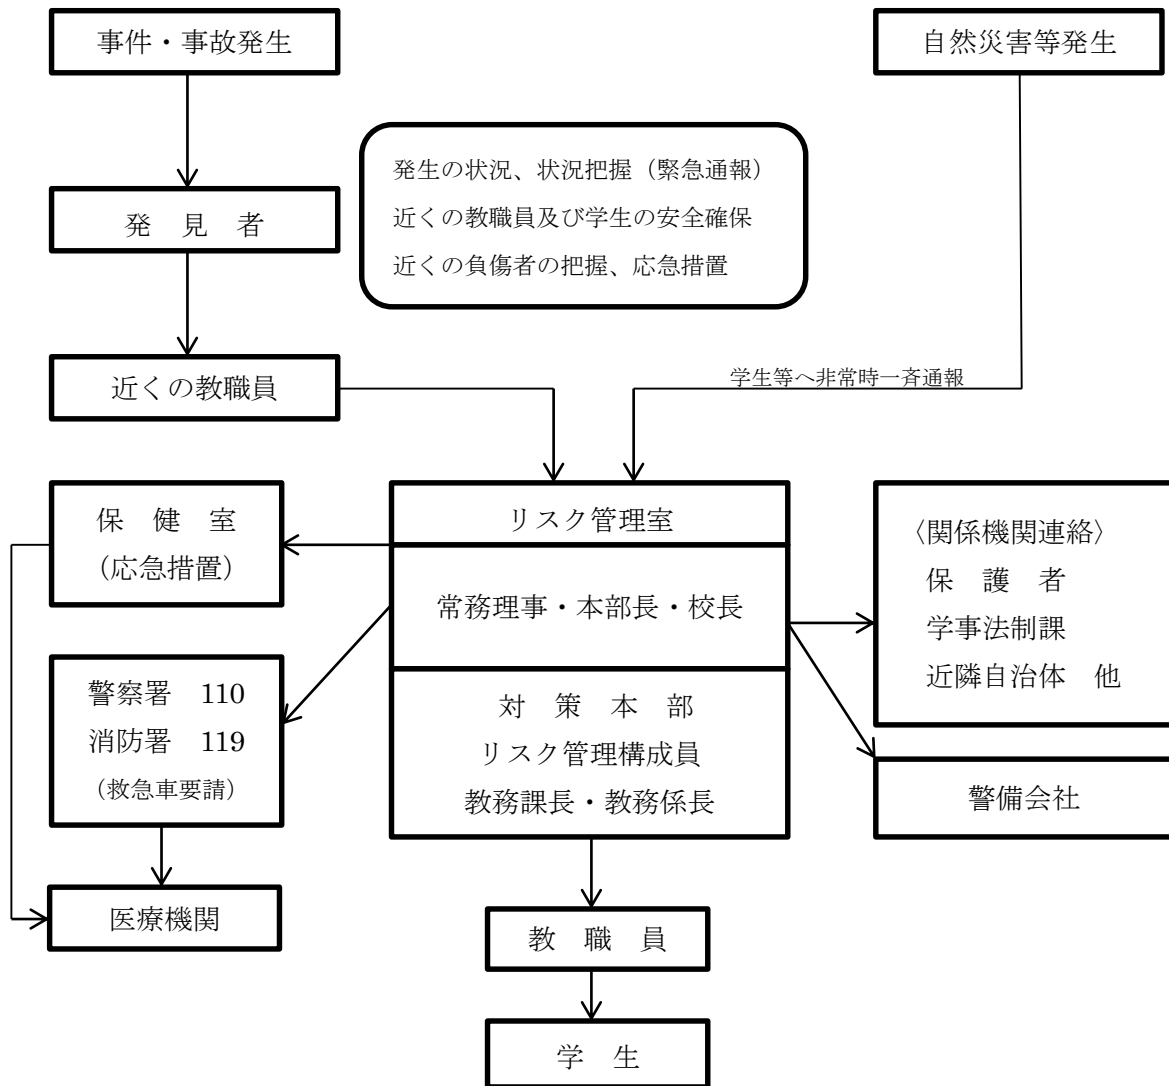 事件・事故発生
自然災害等発生
発生の状況、状況把握（緊急通報）
近くの教職員及び学生の安全確保
近くの負傷者の把握、応急措置
発　見　者
近くの教職員
学生等へ非常時一斉通報
保　健　室
（応急措置）
リスク管理室
常務理事・本部長・校長
対　策　本　部
リスク管理構成員
教務課長・教務係長
〈関係機関連絡〉
保　護　者
学事法制課
近隣自治体　他
警察署　110
消防署　119
（救急車要請）
警備会社
医療機関
教　職　員
学　生